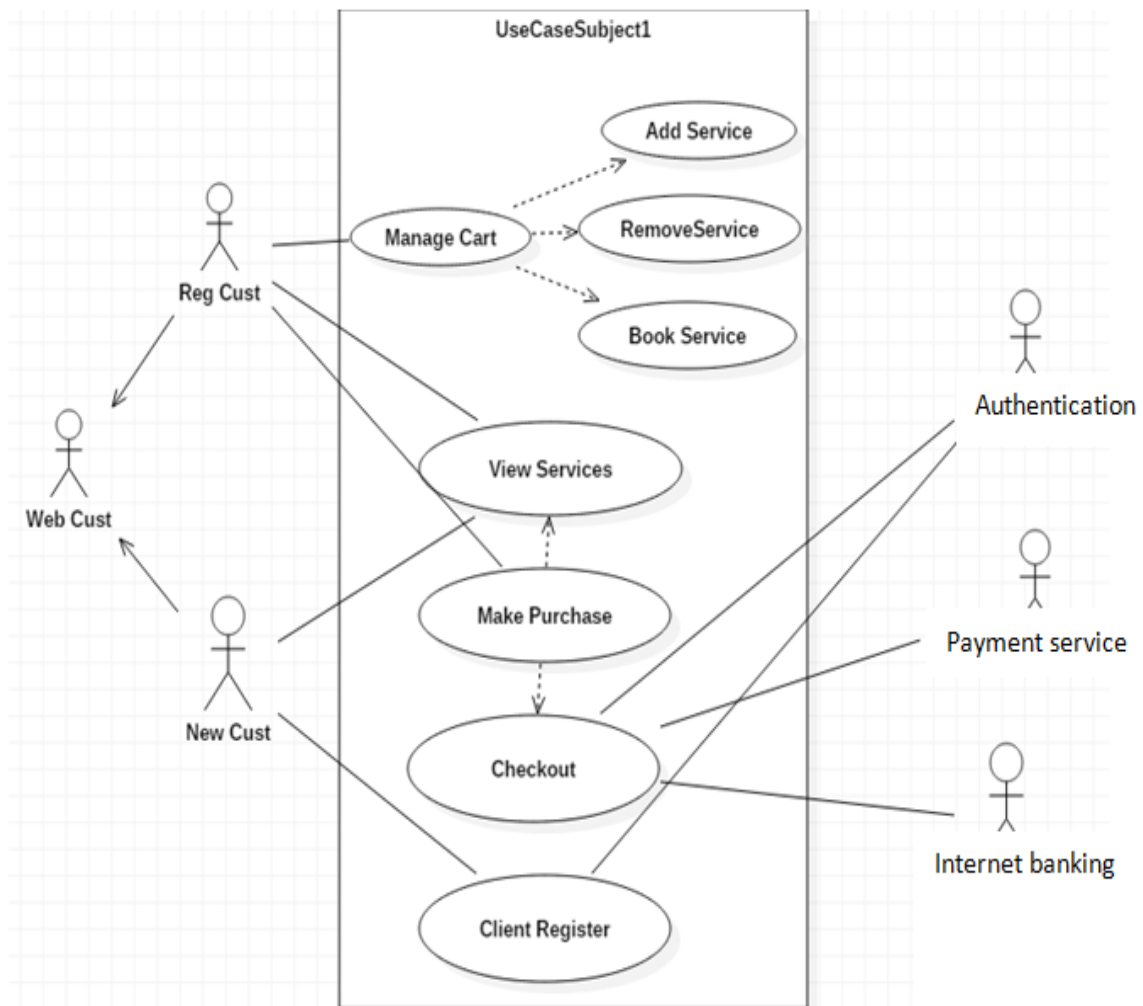 UseCaseSubject1
Add Service
RemoveService
Manage Cart
Reg Cust
Book Service
Authentication
View Services
Web Cust
Make Purchase
Payment service
New Cust
Checkout
Internet banking
Client Register